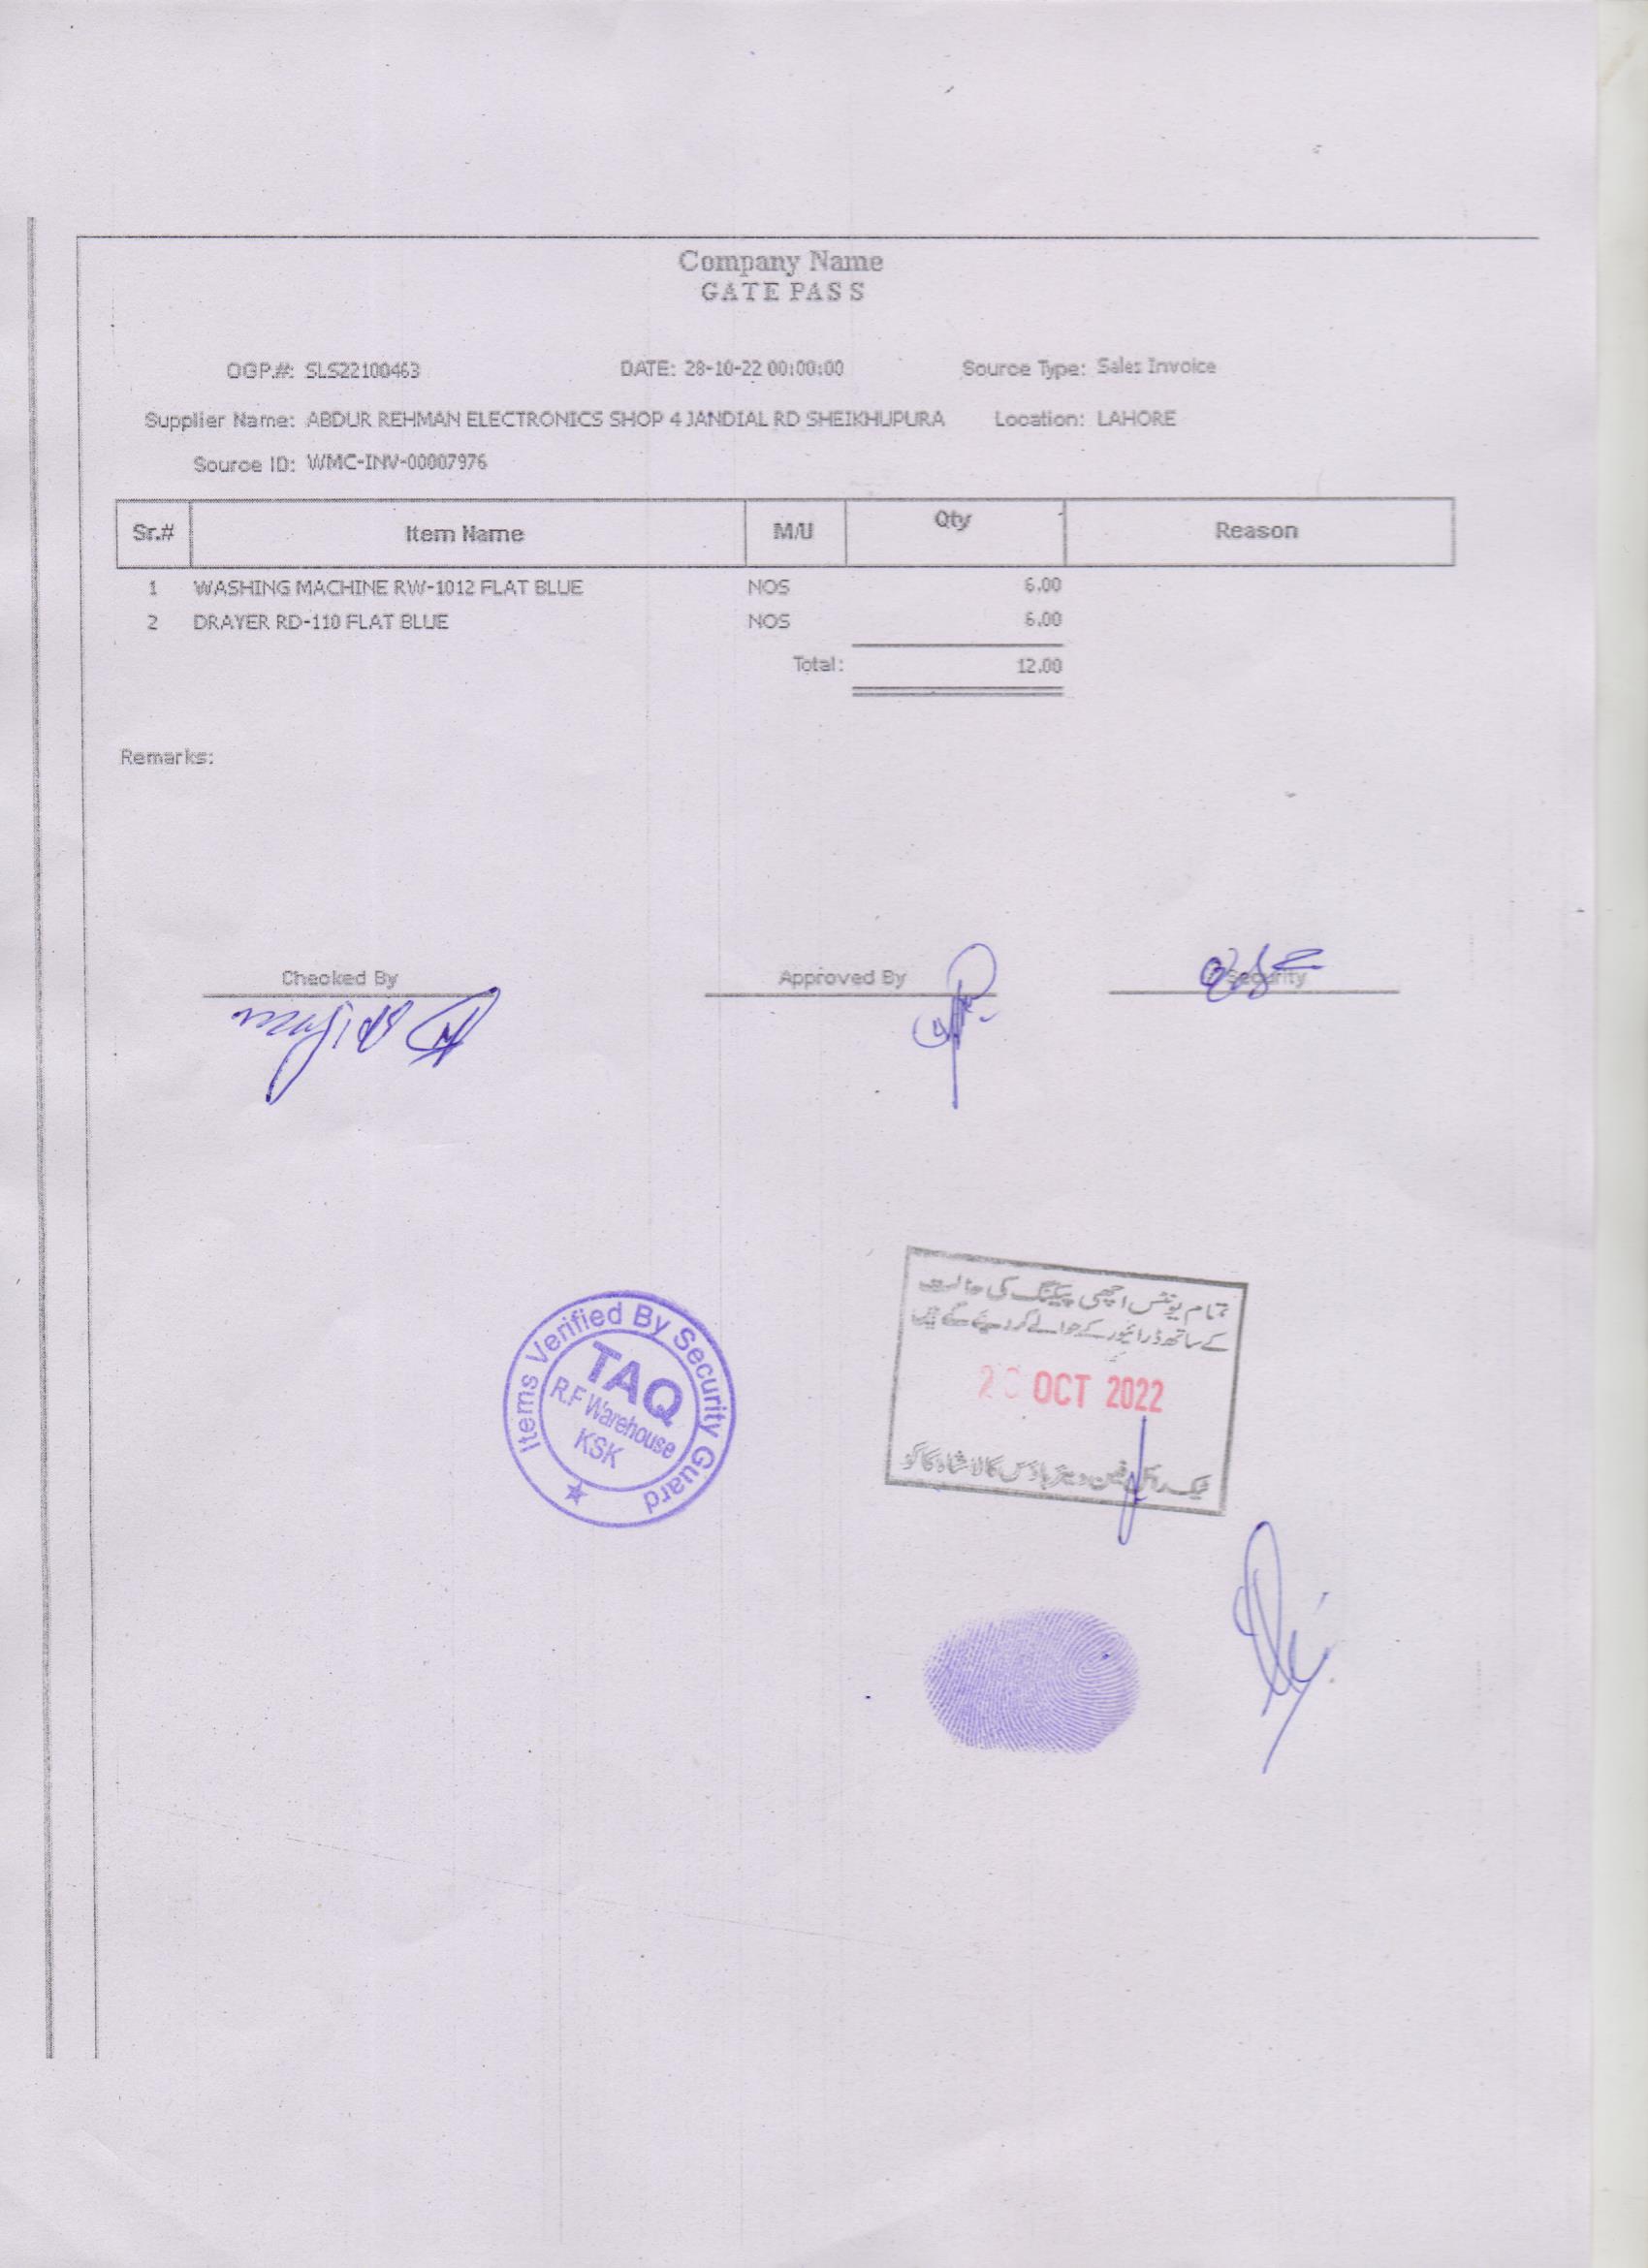 Company Name
GATE PASS
OGP.#: SLS22100463 DATE: 28-10-22 00:00:00 Source Type: Sales Invoice
Supplier Name: ABDUR REHMAN ELECTRONICS SHOP 4 JANDIAL RD SHEIKHUPURA Location: LAHORE
Source ID: WMC-INV-00007976
Sr.# Item Name M/U Qty Reason
1 WASHING MACHINE RW-1012 FLAT BLUE NOS 6.00
2 DRAYER RD-110 FLAT BLUE NOS 6.00
Total: 12.00
Remarks:
Checked By Approved By Security
Items Verified By Security Guard
TAQ
R.F Warehouse
KSK
تمام یونٹس اچھی پیکنگ کی حالت
کے ساتھ ڈرائیور کے حوالے کر دیئے گئے ہیں
OCT 2022